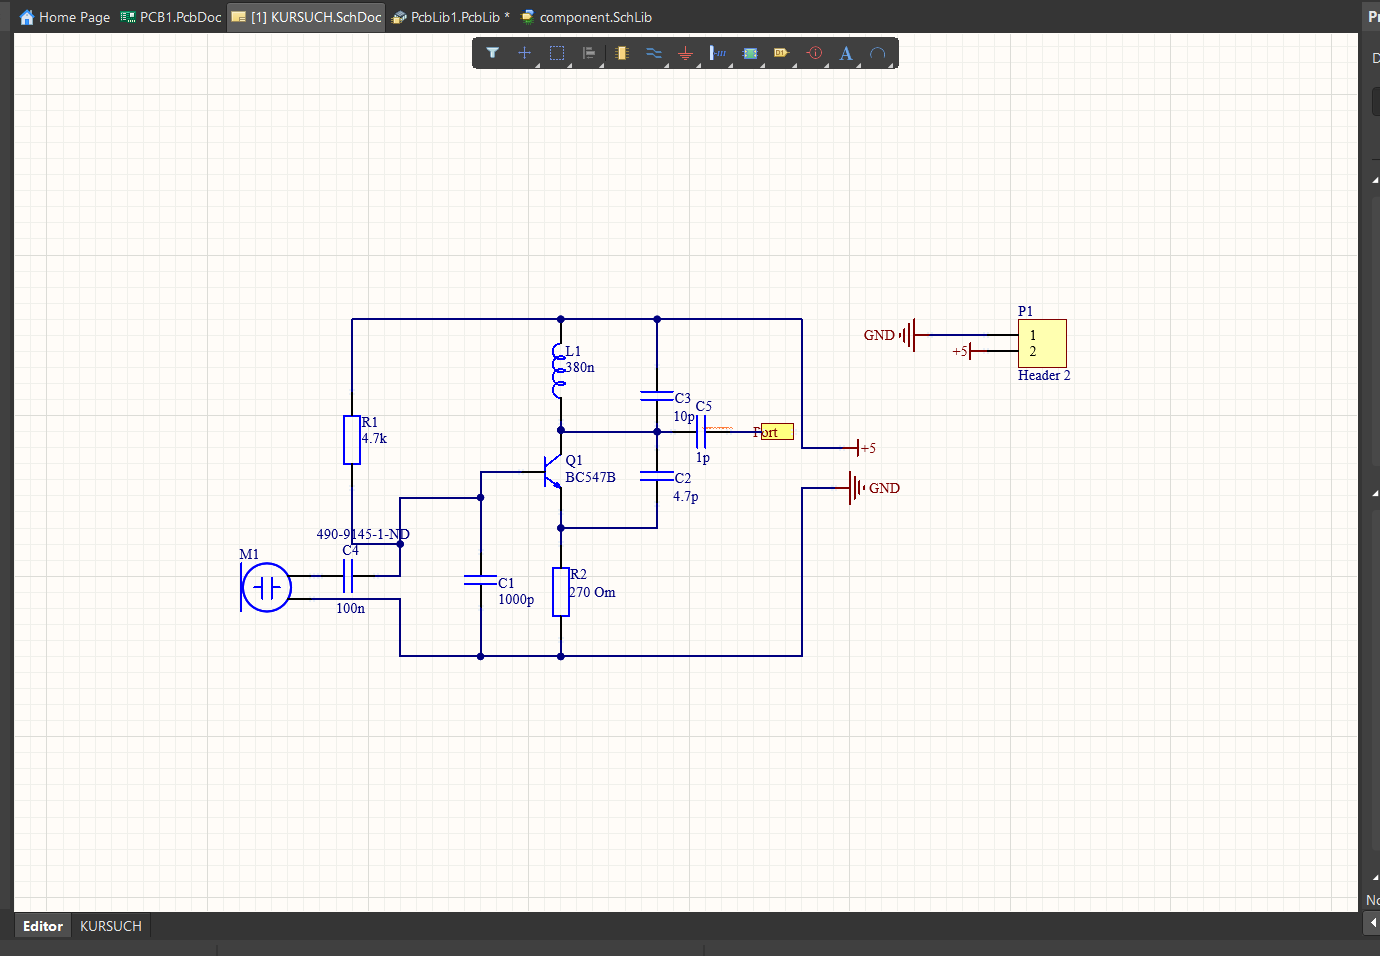 Home Page PCB1.PcbDoc [1] KURSUCH.SchDoc PcbLib1.PcbLib * component.SchLib
P1
GND 1
+5 2
Header 2
L1
380n
C3
10p
C5
1p
Port
R1
4.7k
Q1
BC547B
C2
4.7p
+5
GND
490-9145-1-ND
C4
100n
M1
C1
1000p
R2
270 Om
Editor KURSUCH